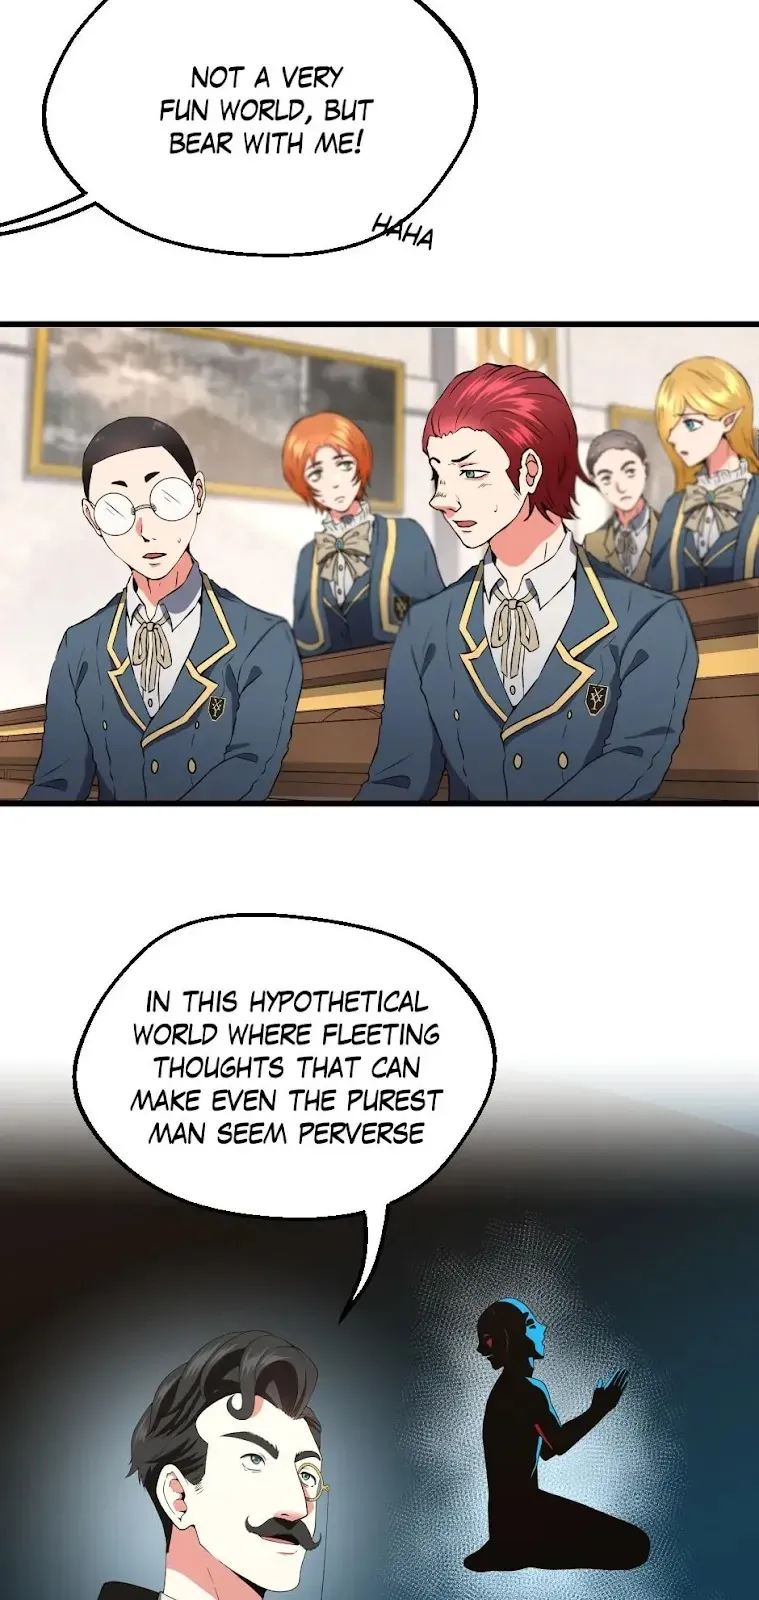 NOT A VERY
FUN WORLD, BUT
BEAR WITH ME!
HAHA
IN THIS HYPOTHETICAL
WORLD WHERE FLEETING
THOUGHTS THAT CAN
MAKE EVEN THE PUREST
MAN SEEM PERVERSE